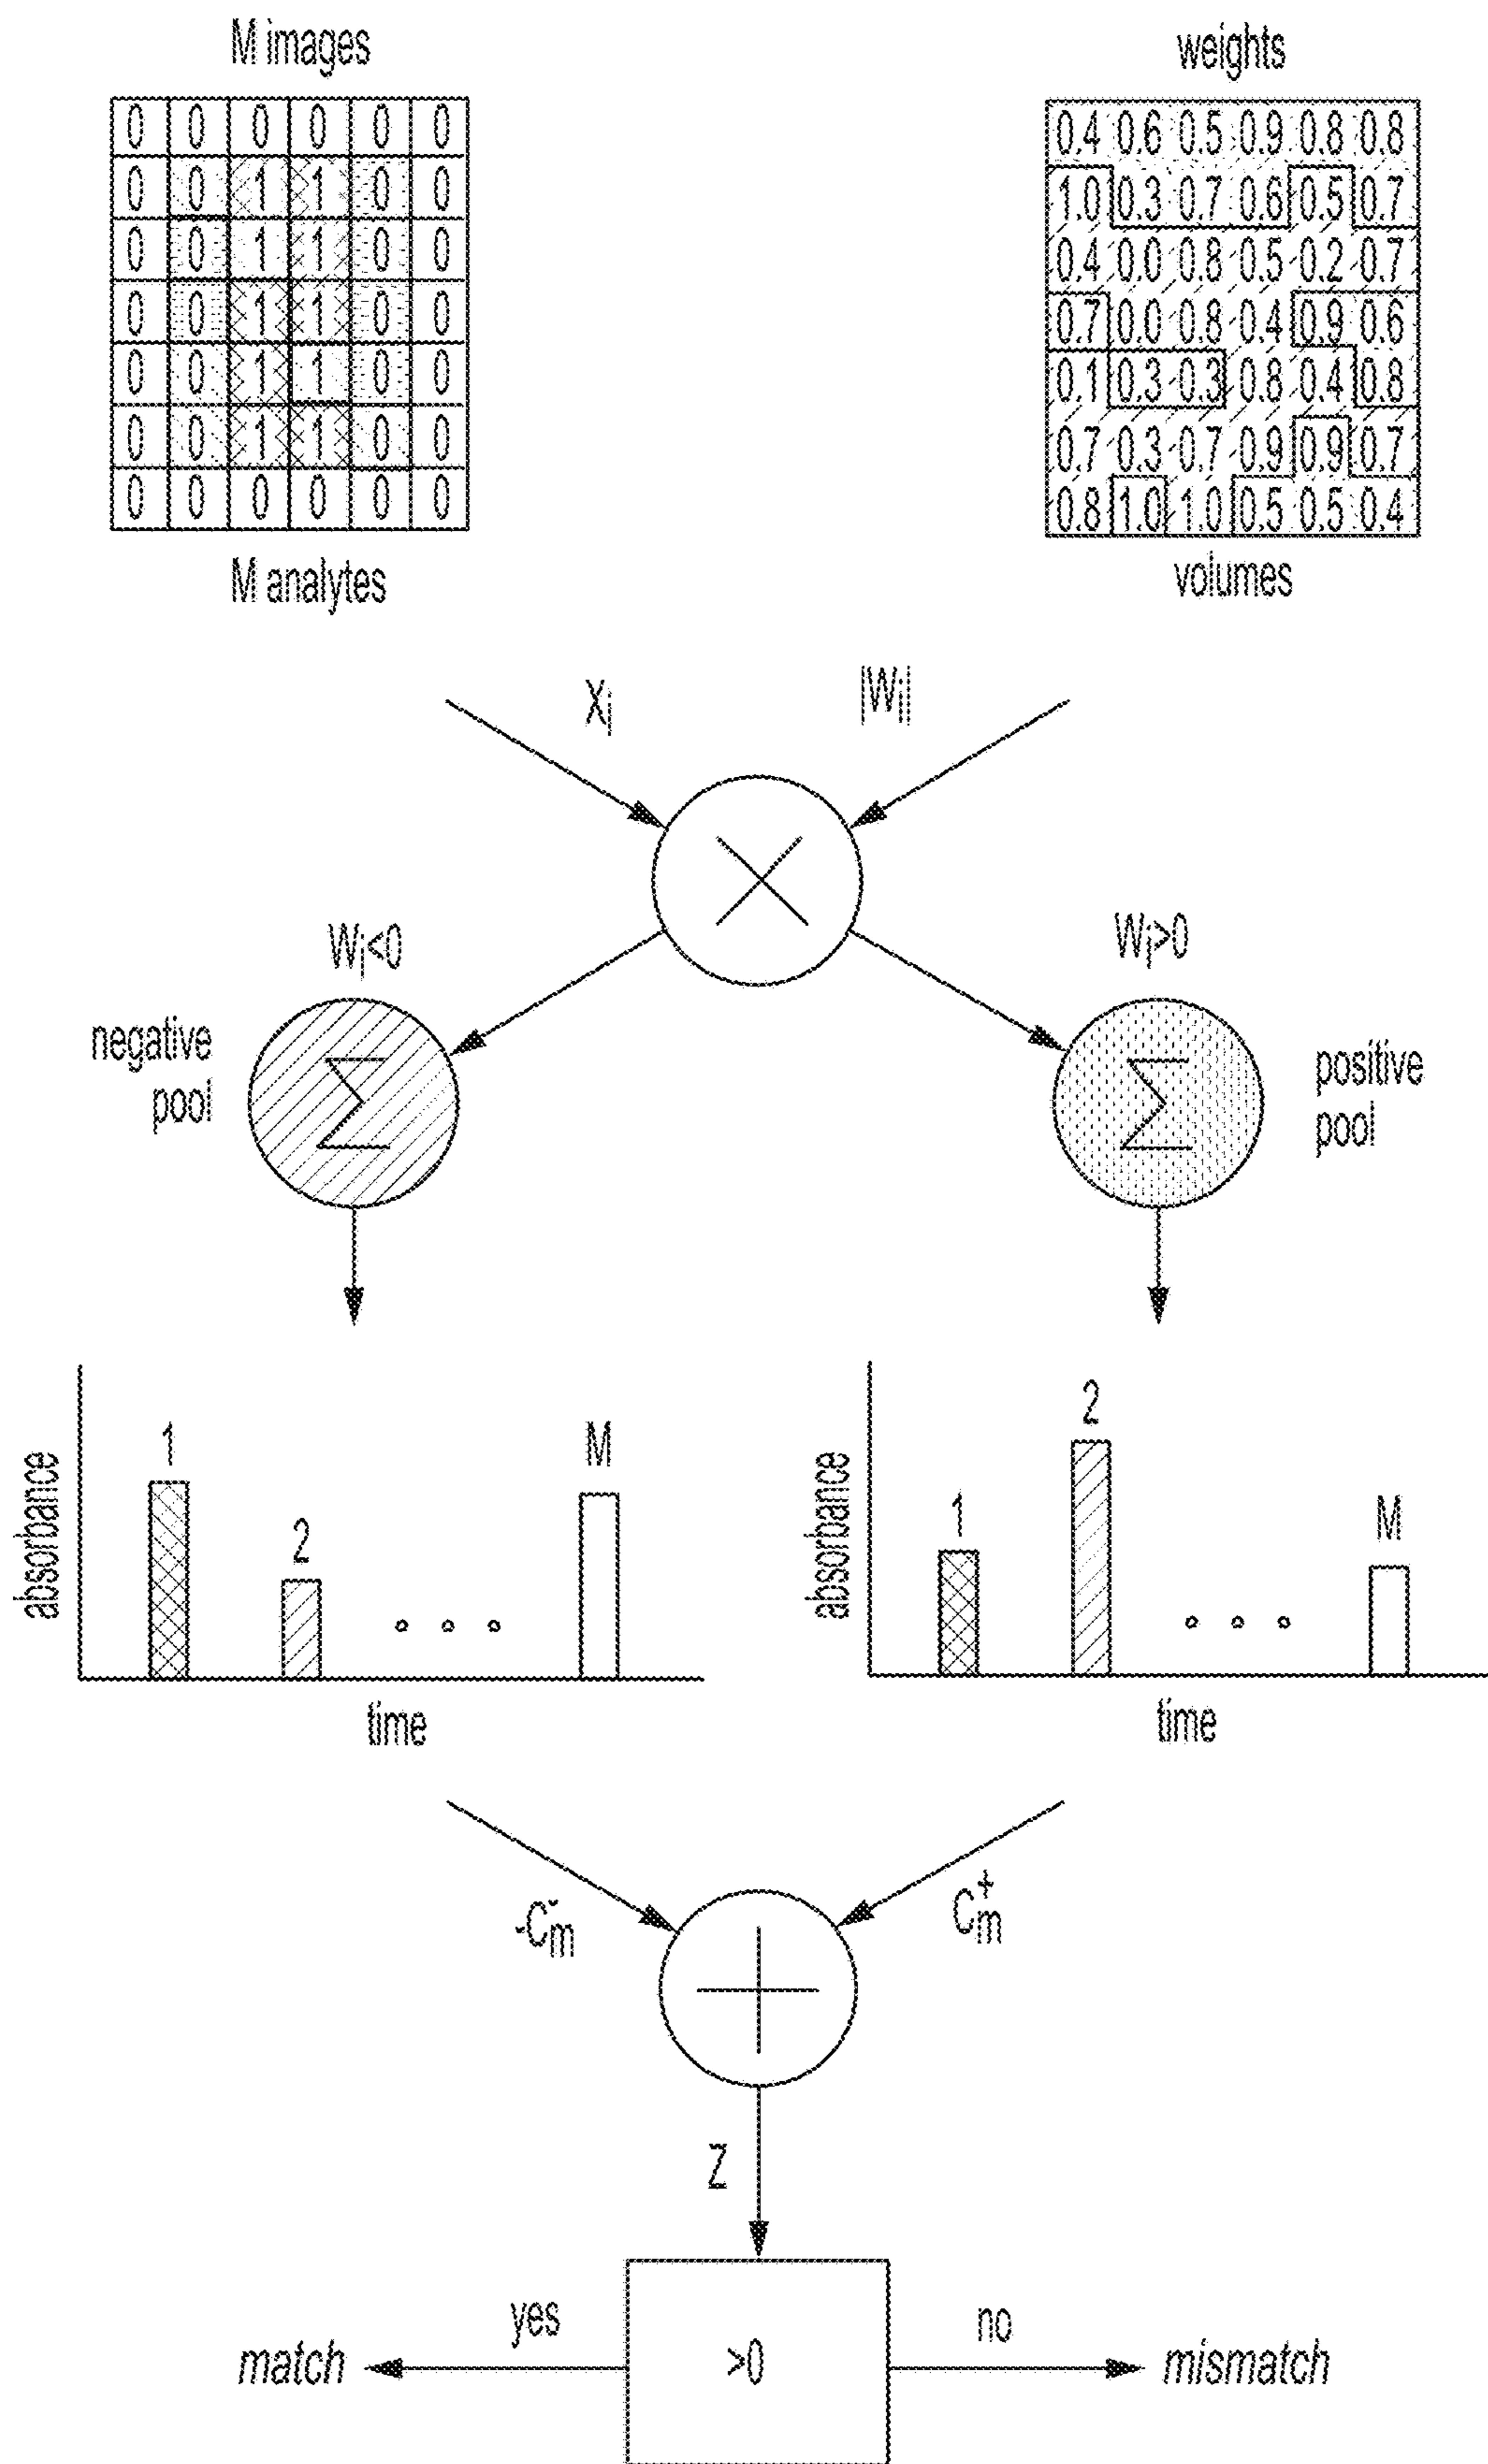 M images
0 0 0 0 0 0
0 0 1 1 0 0
0 0 1 1 0 0
0 0 1 1 0 0
0 0 1 1 0 0
0 0 1 1 0 0
0 0 0 0 0 0
M analytes
weights
0.4 0.6 0.5 0.9 0.8 0.8
1.0 0.3 0.7 0.6 0.5 0.7
0.4 0.0 0.8 0.5 0.2 0.7
0.7 0.0 0.8 0.4 0.9 0.6
0.1 0.3 0.3 0.8 0.4 0.8
0.7 0.3 0.7 0.9 0.9 0.7
0.8 1.0 1.0 0.5 0.5 0.4
volumes
Xi
|Wi|
×
Wi<0
Wi>0
negative
pool
Σ
Σ
positive
pool
absorbance
1
2
M
time
absorbance
1
2
M
time
-C-m
C+m
+
Z
>0
yes
match
no
mismatch